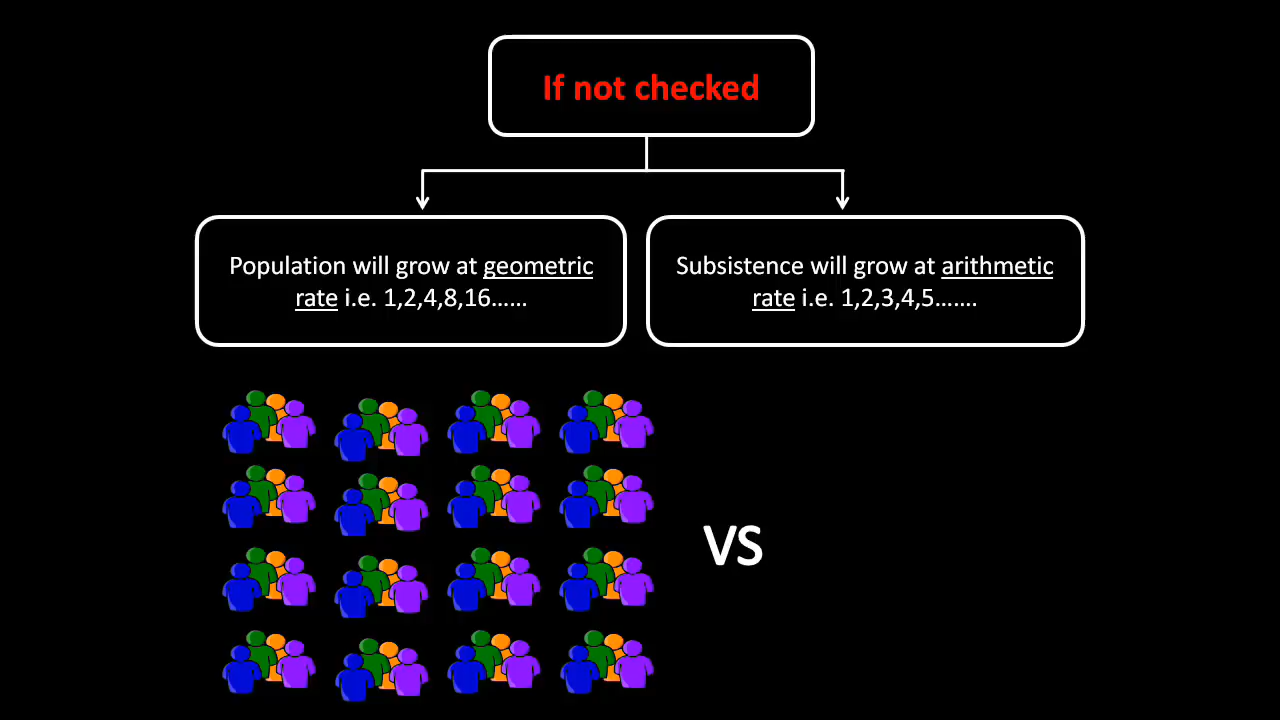 If not checked
Population will grow at geometric
rate i.e. 1,2,4,8,16......
Subsistence will grow at arithmetic
rate i.e. 1,2,3,4,5.......
VS